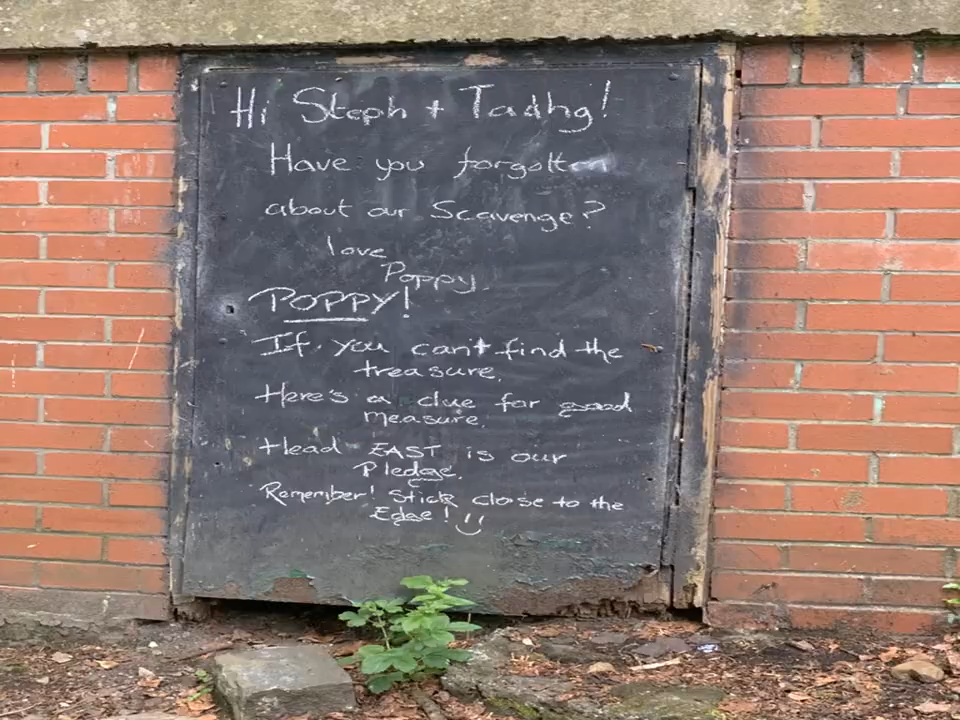 Hi Steph + Tadhg!
Have you forgotten
about our Scavenge?
love
Poppy.
POPPY!
If you can't find the
treasure,
Here's a clue for good
measure,
Head EAST is our
Pledge,
Remember! Stick close to the
Edge! :)